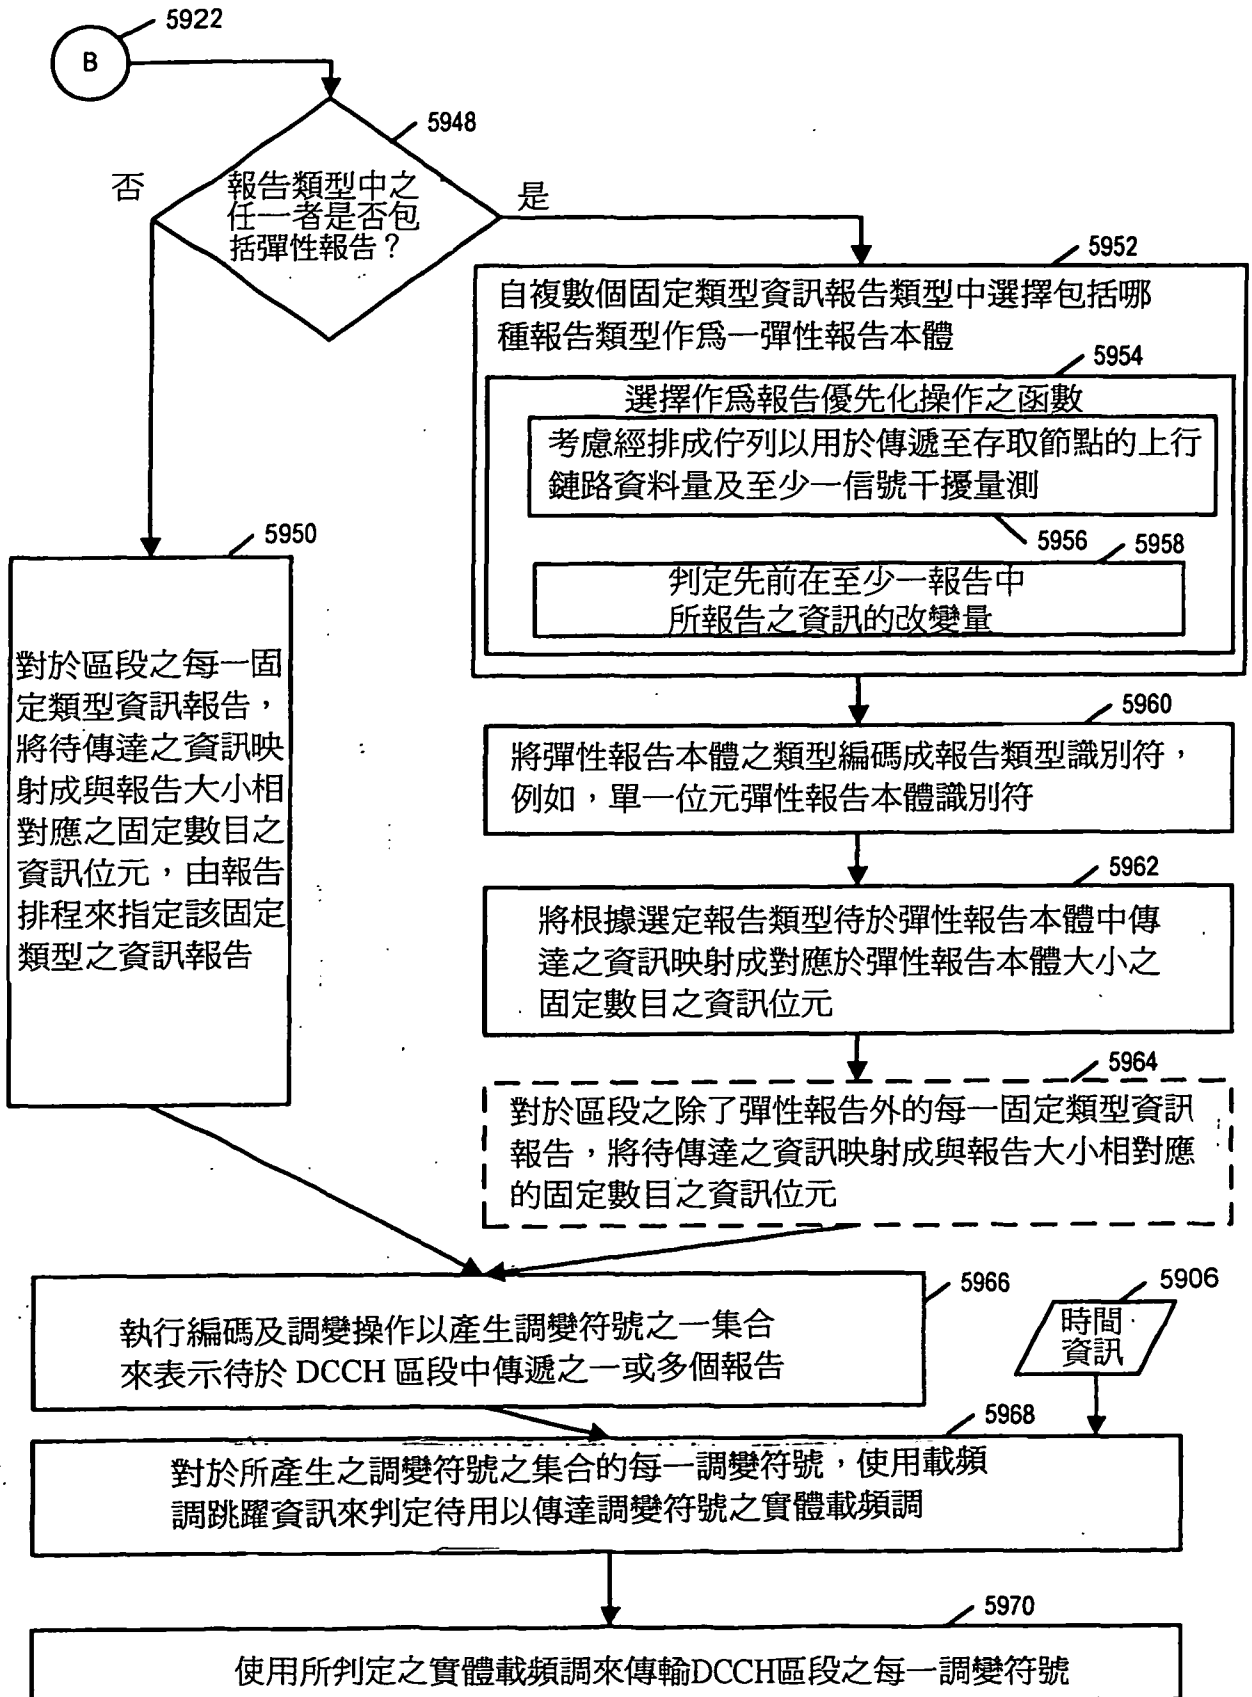 5922
B
5948
否
報告類型中之
任一者是否包
括彈性報告？
是
5952
自複數個固定類型資訊報告類型中選擇包括哪
種報告類型作爲一彈性報告本體
5954
選擇作爲報告優先化操作之函數
考慮經排成佇列以用於傳遞至存取節點的上行
鏈路資料量及至少一信號干擾量測
5956
5958
判定先前在至少一報告中
所報告之資訊的改變量
5950
對於區段之每一固
定類型資訊報告，
將待傳達之資訊映
射成與報告大小相
對應之固定數目之
資訊位元，由報告
排程來指定該固定
類型之資訊報告
5960
將彈性報告本體之類型編碼成報告類型識別符，
例如，單一位元彈性報告本體識別符
5962
將根據選定報告類型待於彈性報告本體中傳
達之資訊映射成對應於彈性報告本體大小之
固定數目之資訊位元
5964
對於區段之除了彈性報告外的每一固定類型資訊
報告，將待傳達之資訊映射成與報告大小相對應
的固定數目之資訊位元
5966
執行編碼及調變操作以產生調變符號之一集合
來表示待於 DCCH 區段中傳遞之一或多個報告
5906
時間
資訊
5968
對於所產生之調變符號之集合的每一調變符號，使用載頻
調跳躍資訊來判定待用以傳達調變符號之實體載頻調
5970
使用所判定之實體載頻調來傳輸DCCH區段之每一調變符號